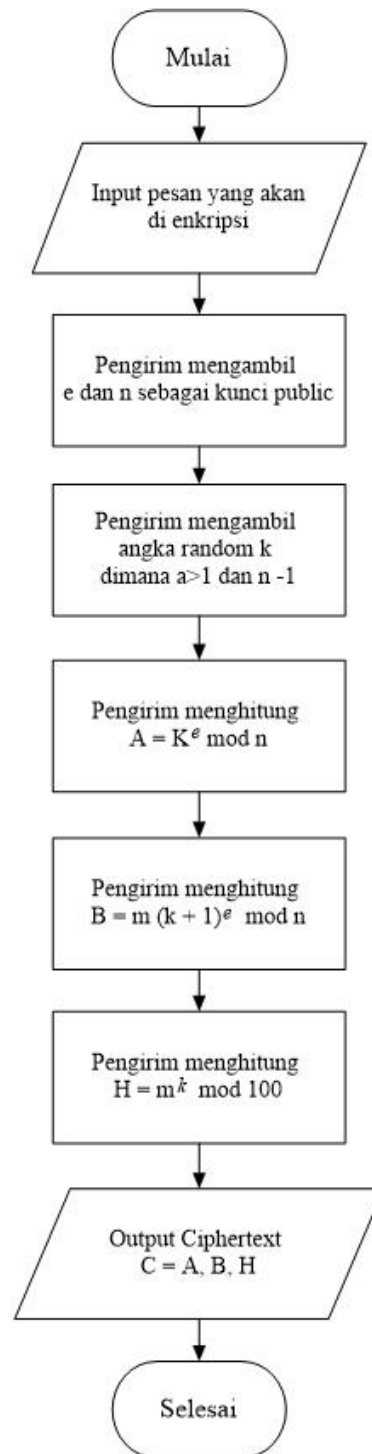 Mulai
Input pesan yang akan
di enkripsi
Pengirim mengambil
e dan n sebagai kunci public
Pengirim mengambil
angka random k
dimana a>1 dan n -1
Pengirim menghitung
A = K^e mod n
Pengirim menghitung
B = m (k + 1)^e mod n
Pengirim menghitung
H = m^k mod 100
Output Ciphertext
C = A, B, H
Selesai